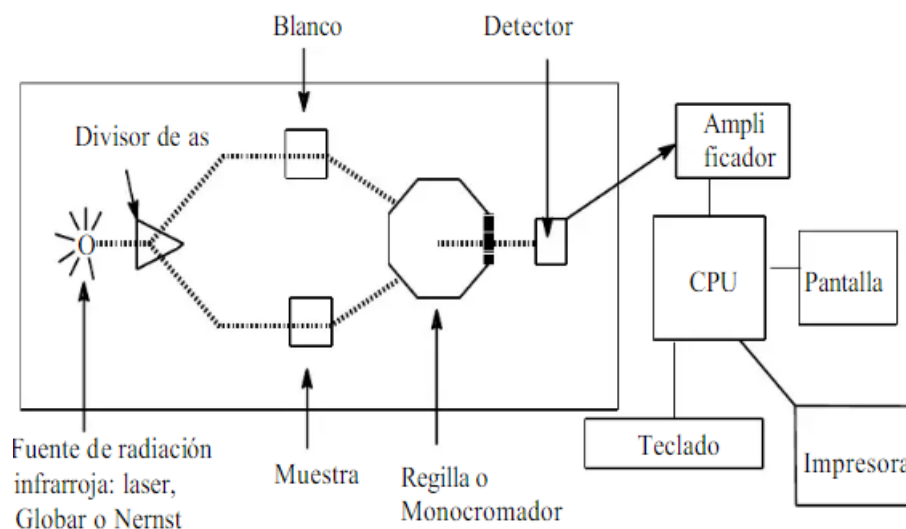 Blanco
Detector
Divisor de as
Ampli
ficador
O
CPU
Pantalla
Teclado
Impresora
Fuente de radiación
infrarroja: laser,
Globar o Nernst
Muestra
Regilla o
Monocromador